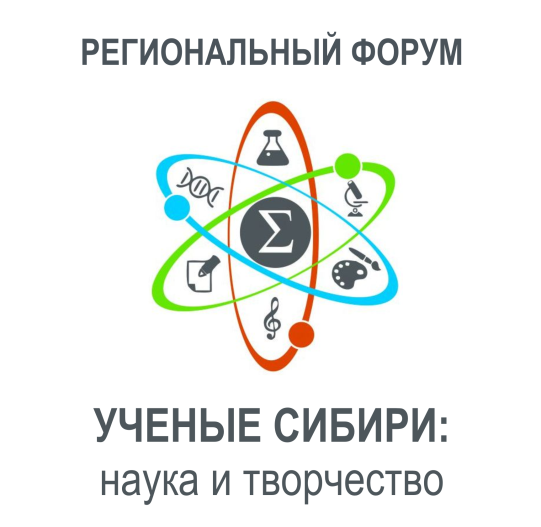 РЕГИОНАЛЬНЫЙ ФОРУМ
Σ
УЧЕНЫЕ СИБИРИ:
наука и творчество